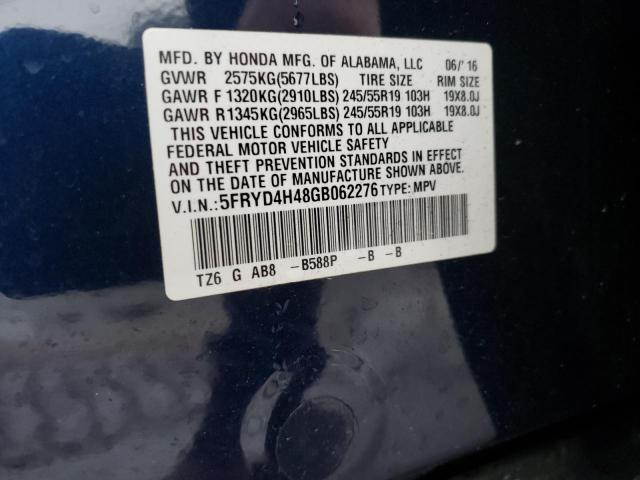 MFD. BY HONDA MFG. OF ALABAMA, LLC 06/'16
GVWR 2575KG(5677LBS) TIRE SIZE RIM SIZE
GAWR F 1320KG(2910LBS) 245/55R19 103H 19X8.0J
GAWR R1345KG(2965LBS) 245/55R19 103H 19X8.0J
THIS VEHICLE CONFORMS TO ALL APPLICABLE
FEDERAL MOTOR VEHICLE SAFETY
AND THEFT PREVENTION STANDARDS IN EFFECT
ON THE DATE OF MANUFACTURE SHOWN ABOVE.
V.I.N.:5FRYD4H48GB062276 TYPE: MPV
TZ6 G AB8 -B588P -B -B